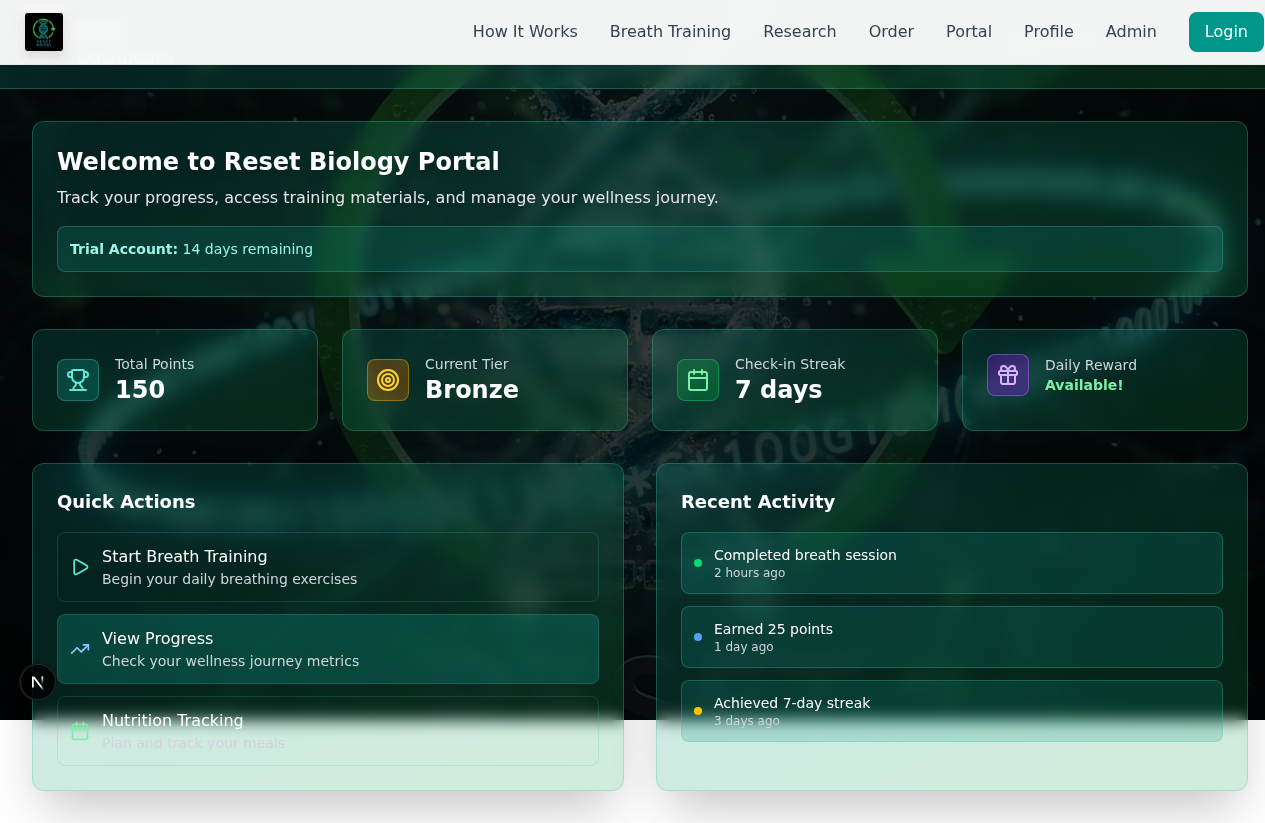 How It Works
Breath Training
Research
Order
Portal
Profile
Admin
Login
Welcome to Reset Biology Portal
Track your progress, access training materials, and manage your wellness journey.
Trial Account: 14 days remaining
Total Points
150
Current Tier
Bronze
Check-in Streak
7 days
Daily Reward
Available!
Quick Actions
Start Breath Training
Begin your daily breathing exercises
View Progress
Check your wellness journey metrics
Nutrition Tracking
Plan and track your meals
Recent Activity
Completed breath session
2 hours ago
Earned 25 points
1 day ago
Achieved 7-day streak
3 days ago
N